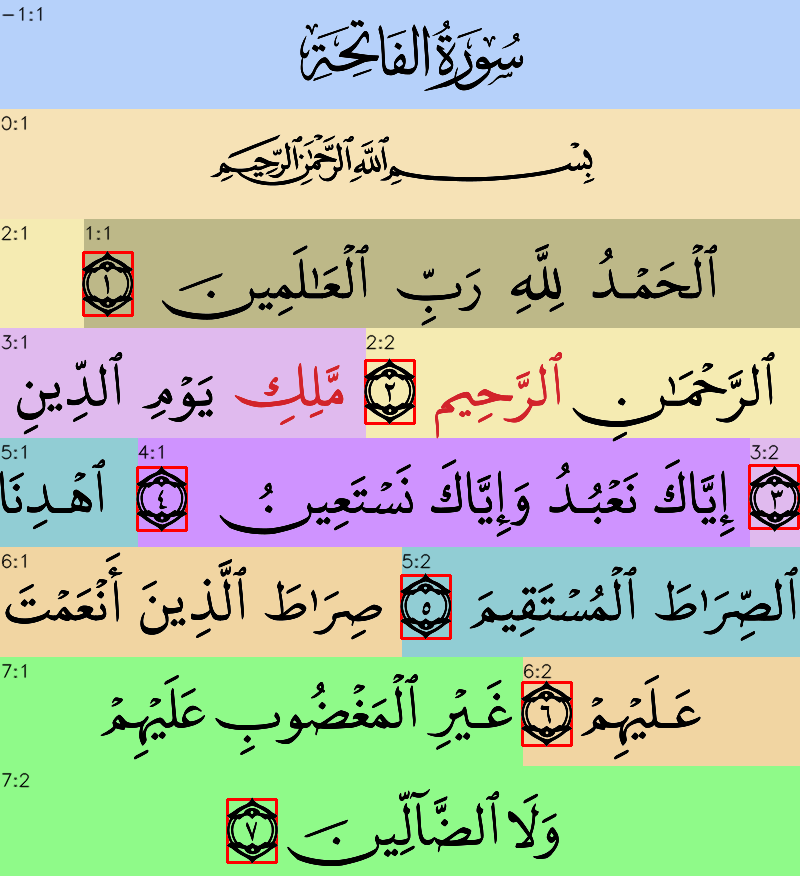 -1:1
سُورَةُ الفَاتِحَةِ
0:1
بِسْمِ ٱللَّهِ ٱلرَّحْمَٰنِ ٱلرَّحِيمِ
2:1 1:1
ٱلْحَمْدُ لِلَّهِ رَبِّ ٱلْعَـٰلَمِينَ ١
3:1 2:2
ٱلرَّحْمَـٰنِ ٱلرَّحِيم ٢ مَّلِكِ يَوْمِ ٱلدِّينِ
5:1 4:1 3:2
٣ إِيَّاكَ نَعْبُدُ وَإِيَّاكَ نَسْتَعِينُ ٤ ٱهْدِنَا
6:1 5:2
ٱلصِّرَٰطَ ٱلْمُسْتَقِيمَ ٥ صِرَٰطَ ٱلَّذِينَ أَنْعَمْتَ
7:1 6:2
عَلَيْهِمْ ٦ غَيْرِ ٱلْمَغْضُوبِ عَلَيْهِمْ
7:2
وَلَا ٱلضَّآلِّينَ ٧